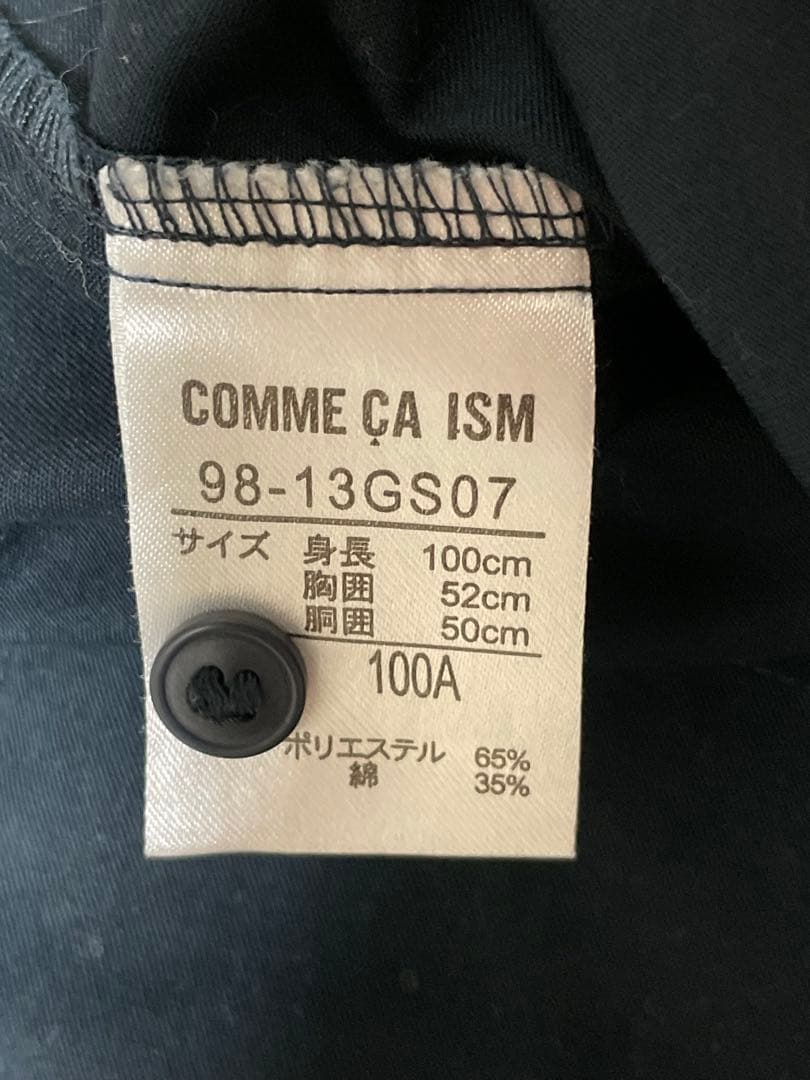 COMME ÇA ISM
98-13GS07
サイズ 身長 100cm
胸囲 52cm
胴囲 50cm
100A
ポリエステル 65%
綿 35%